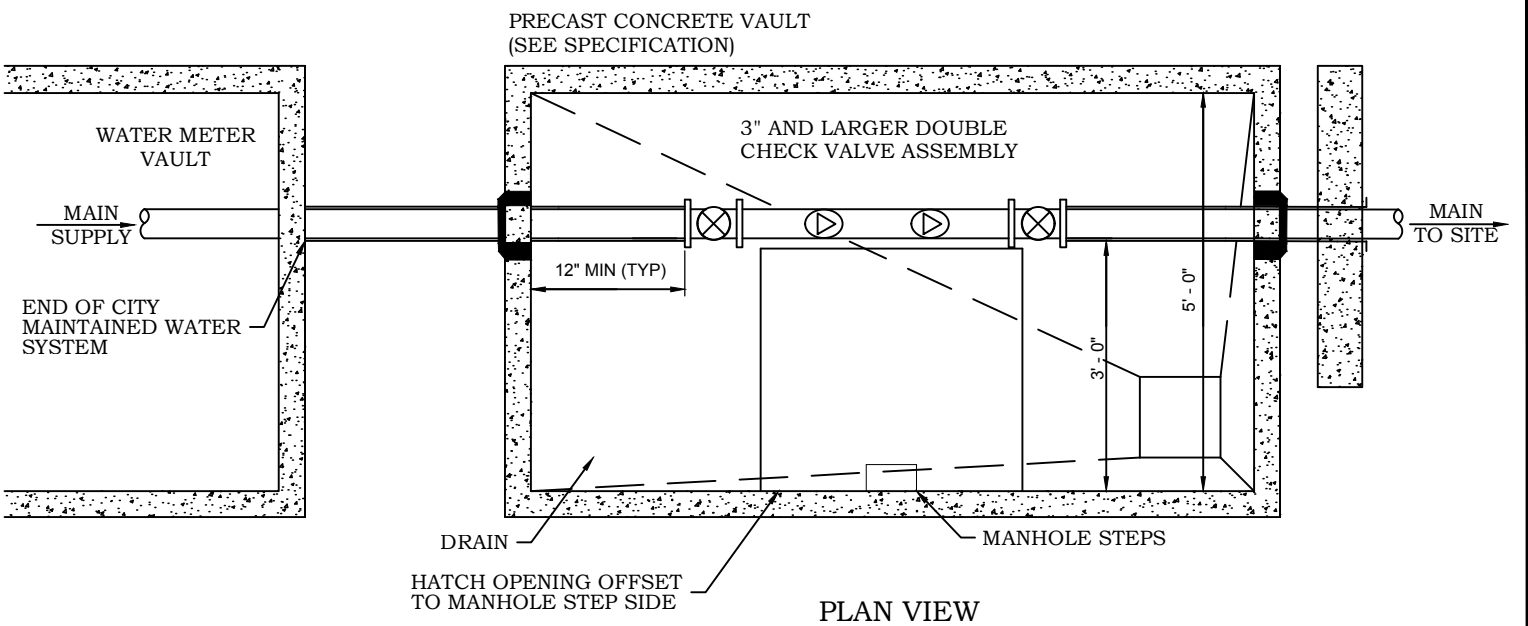 PRECAST CONCRETE VAULT
(SEE SPECIFICATION)
WATER METER
VAULT
3" AND LARGER DOUBLE
CHECK VALVE ASSEMBLY
MAIN
SUPPLY
MAIN
TO SITE
12" MIN (TYP)
5' - 0"
3' - 0"
END OF CITY
MAINTAINED WATER
SYSTEM
DRAIN
MANHOLE STEPS
HATCH OPENING OFFSET
TO MANHOLE STEP SIDE
PLAN VIEW